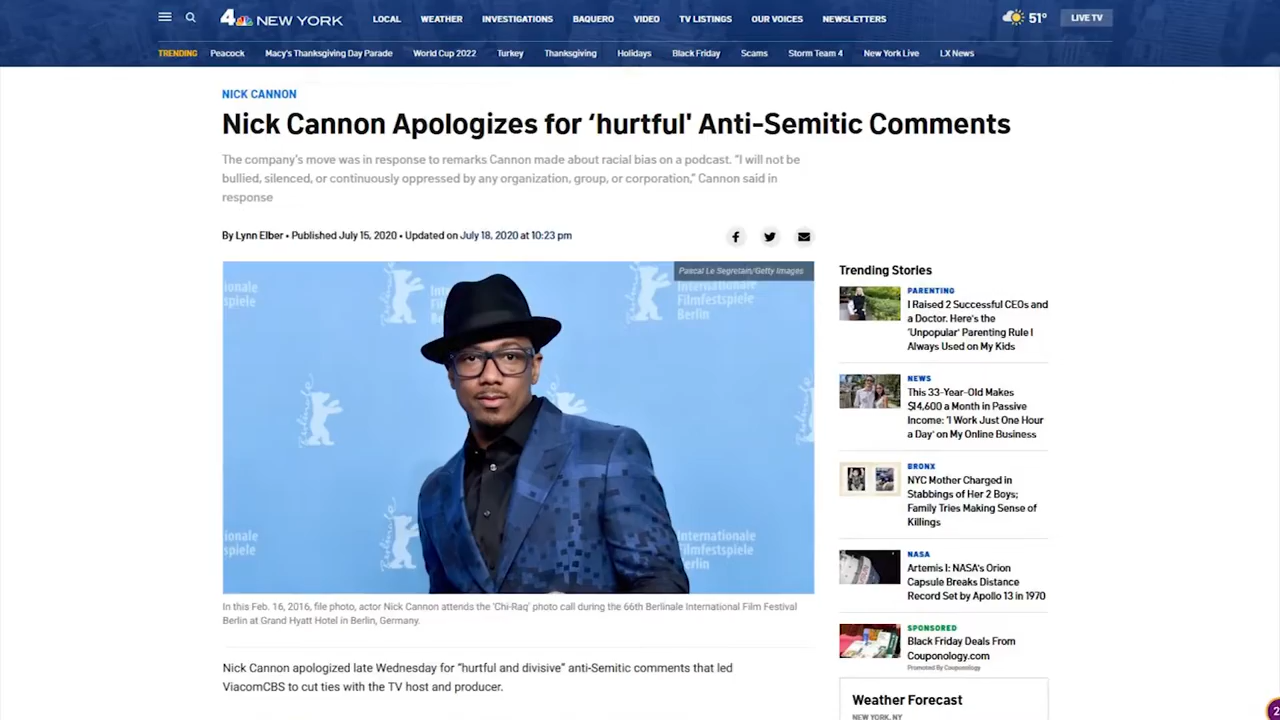 4 NEW YORK
LOCAL WEATHER INVESTIGATIONS BAQUERO VIDEO TV LISTINGS OUR VOICES NEWSLETTERS
51° LIVE TV
TRENDING Peacock Macy's Thanksgiving Day Parade World Cup 2022 Turkey Thanksgiving Holidays Black Friday Scams Storm Team 4 New York Live LX News
NICK CANNON
Nick Cannon Apologizes for ‘hurtful' Anti-Semitic Comments
The company's move was in response to remarks Cannon made about racial bias on a podcast. “I will not be
bullied, silenced, or continuously oppressed by any organization, group, or corporation,” Cannon said in
response
By Lynn Elber • Published July 15, 2020 • Updated on July 18, 2020 at 10:23 pm
Pascal Le Segretain/Getty Images
ionale
spiele
Internationale
Filmfestspiele
Berlin
Berlinale
ionale
spiele
Internationale
Filmfestspiele
Berlin
In this Feb. 16, 2016, file photo, actor Nick Cannon attends the 'Chi-Raq' photo call during the 66th Berlinale International Film Festival
Berlin at Grand Hyatt Hotel in Berlin, Germany.
Nick Cannon apologized late Wednesday for “hurtful and divisive” anti-Semitic comments that led
ViacomCBS to cut ties with the TV host and producer.
Trending Stories
PARENTING
I Raised 2 Successful CEOs and
a Doctor. Here's the
'Unpopular' Parenting Rule I
Always Used on My Kids
NEWS
This 33-Year-Old Makes
$14,600 a Month in Passive
Income: 'I Work Just One Hour
a Day' on My Online Business
BRONX
NYC Mother Charged in
Stabbings of Her 2 Boys;
Family Tries Making Sense of
Killings
NASA
Artemis I: NASA's Orion
Capsule Breaks Distance
Record Set by Apollo 13 in 1970
SPONSORED
Black Friday Deals From
Couponology.com
Promoted By Couponology
Weather Forecast
NEW YORK, NY
2